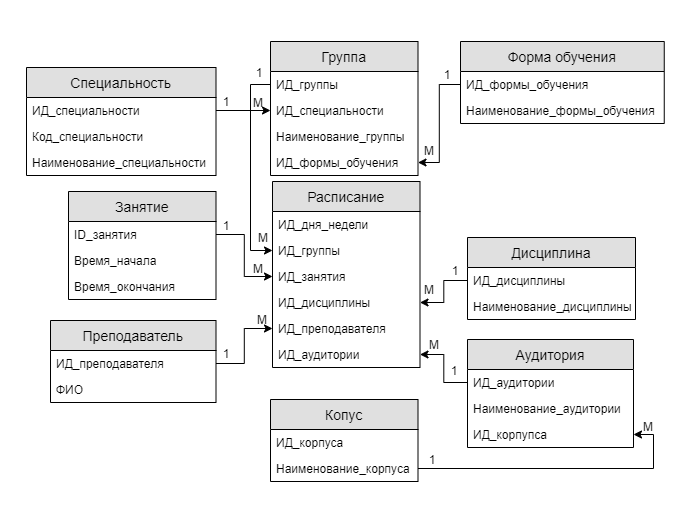 Специальность
ИД_специальности
Код_специальности
Наименование_специальности
1
М
Группа
ИД_группы
ИД_специальности
Наименование_группы
ИД_формы_обучения
1
М
1
Форма обучения
ИД_формы_обучения
Наименование_формы_обучения
Занятие
ID_занятия
Время_начала
Время_окончания
1
М
М
Расписание
ИД_дня_недели
ИД_группы
ИД_занятия
ИД_дисциплины
ИД_преподавателя
ИД_аудитории
М
1
Дисциплина
ИД_дисциплины
Наименование_дисциплины
Преподаватель
ИД_преподавателя
ФИО
1
М
М
1
Аудитория
ИД_аудитории
Наименование_аудитории
ИД_корпупса
М
Копус
ИД_корпуса
Наименование_корпуса
1